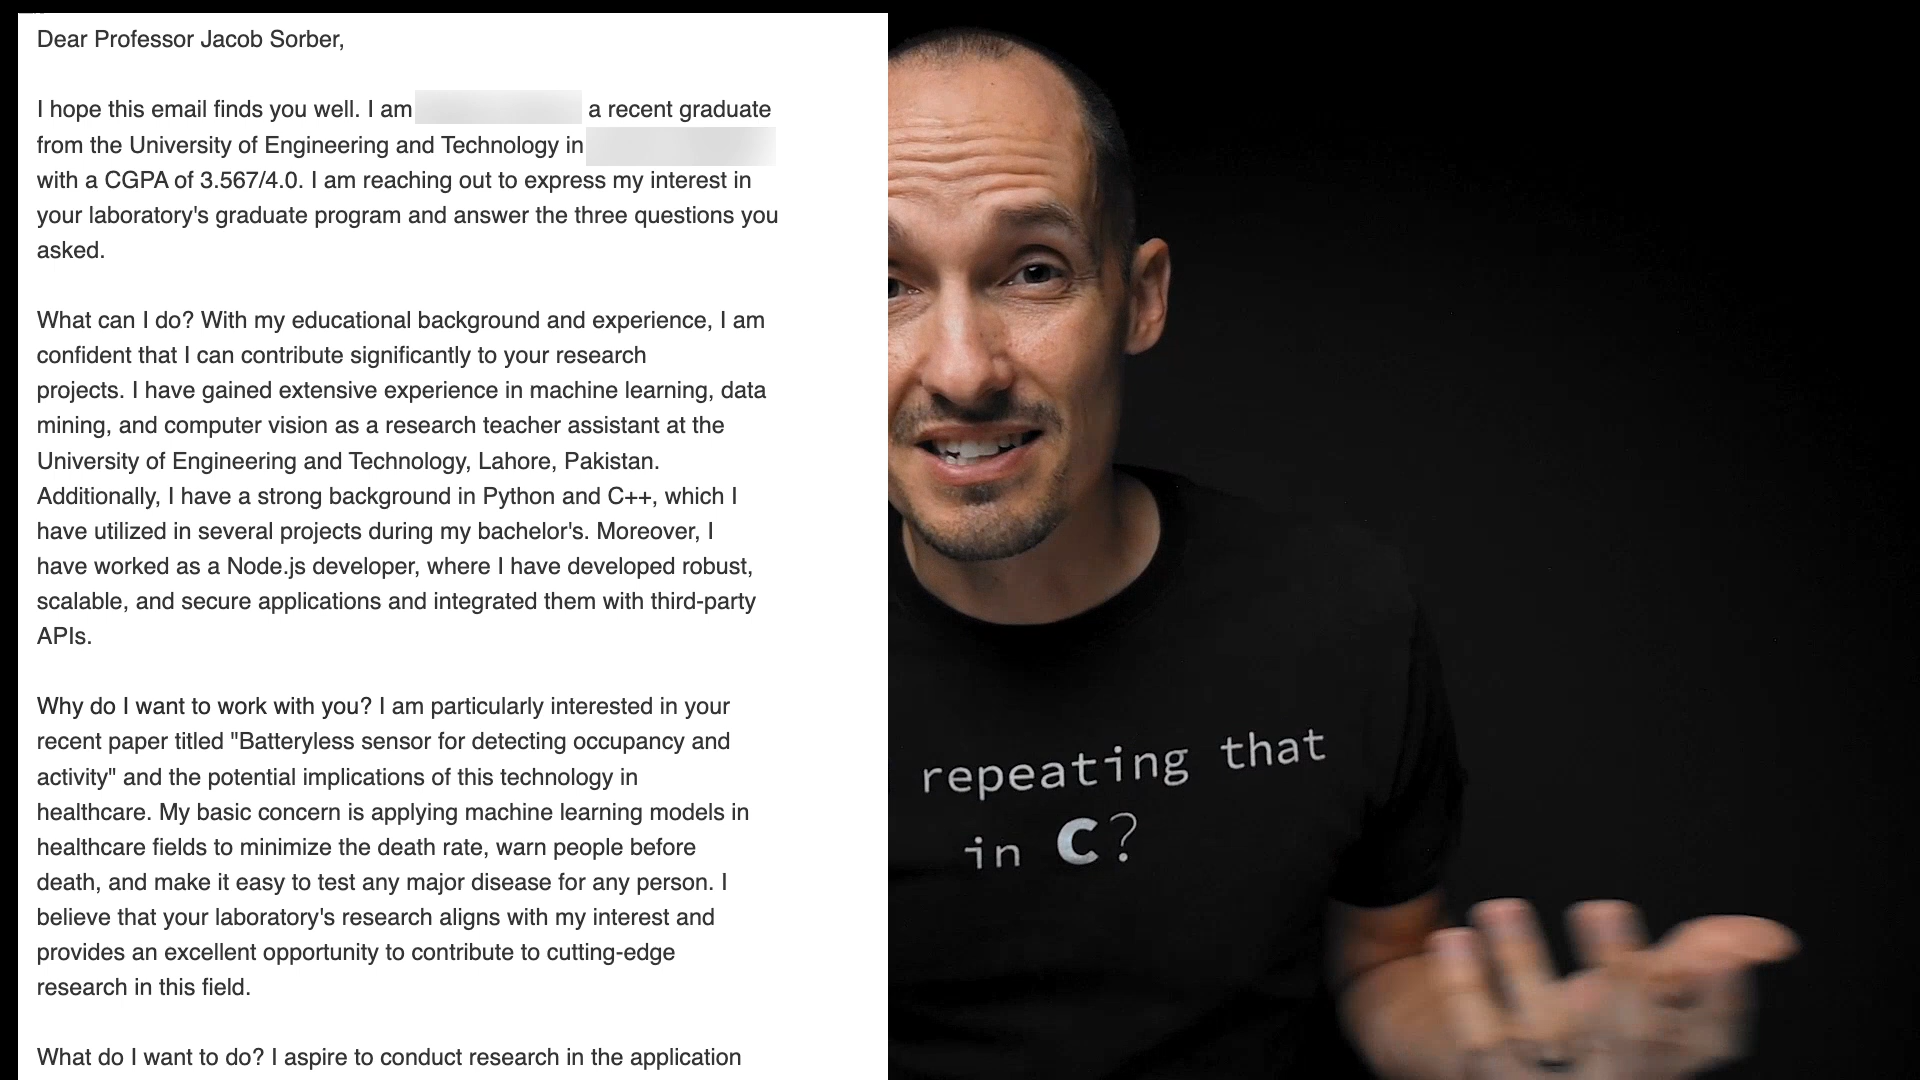 Dear Professor Jacob Sorber,
I hope this email finds you well. I am a recent graduate
from the University of Engineering and Technology in
with a CGPA of 3.567/4.0. I am reaching out to express my interest in
your laboratory's graduate program and answer the three questions you
asked.
What can I do? With my educational background and experience, I am
confident that I can contribute significantly to your research
projects. I have gained extensive experience in machine learning, data
mining, and computer vision as a research teacher assistant at the
University of Engineering and Technology, Lahore, Pakistan.
Additionally, I have a strong background in Python and C++, which I
have utilized in several projects during my bachelor's. Moreover, I
have worked as a Node.js developer, where I have developed robust,
scalable, and secure applications and integrated them with third-party
APIs.
Why do I want to work with you? I am particularly interested in your
recent paper titled "Batteryless sensor for detecting occupancy and
activity" and the potential implications of this technology in
healthcare. My basic concern is applying machine learning models in
healthcare fields to minimize the death rate, warn people before
death, and make it easy to test any major disease for any person. I
believe that your laboratory's research aligns with my interest and
provides an excellent opportunity to contribute to cutting-edge
research in this field.
What do I want to do? I aspire to conduct research in the application
repeating that
in C?